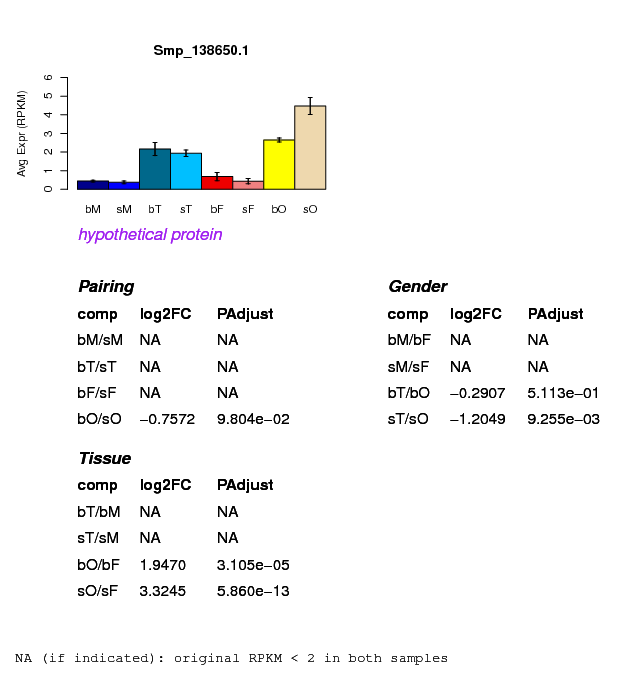 Smp_138650.1
Avg Expr (RPKM)
0 1 2 3 4 5 6
bM sM bT sT bF sF bO sO
hypothetical protein
Pairing
comp log2FC PAdjust
bM/sM NA NA
bT/sT NA NA
bF/sF NA NA
bO/sO −0.7572 9.804e−02
Gender
comp log2FC PAdjust
bM/bF NA NA
sM/sF NA NA
bT/bO −0.2907 5.113e−01
sT/sO −1.2049 9.255e−03
Tissue
comp log2FC PAdjust
bT/bM NA NA
sT/sM NA NA
bO/bF 1.9470 3.105e−05
sO/sF 3.3245 5.860e−13
NA (if indicated): original RPKM < 2 in both samples